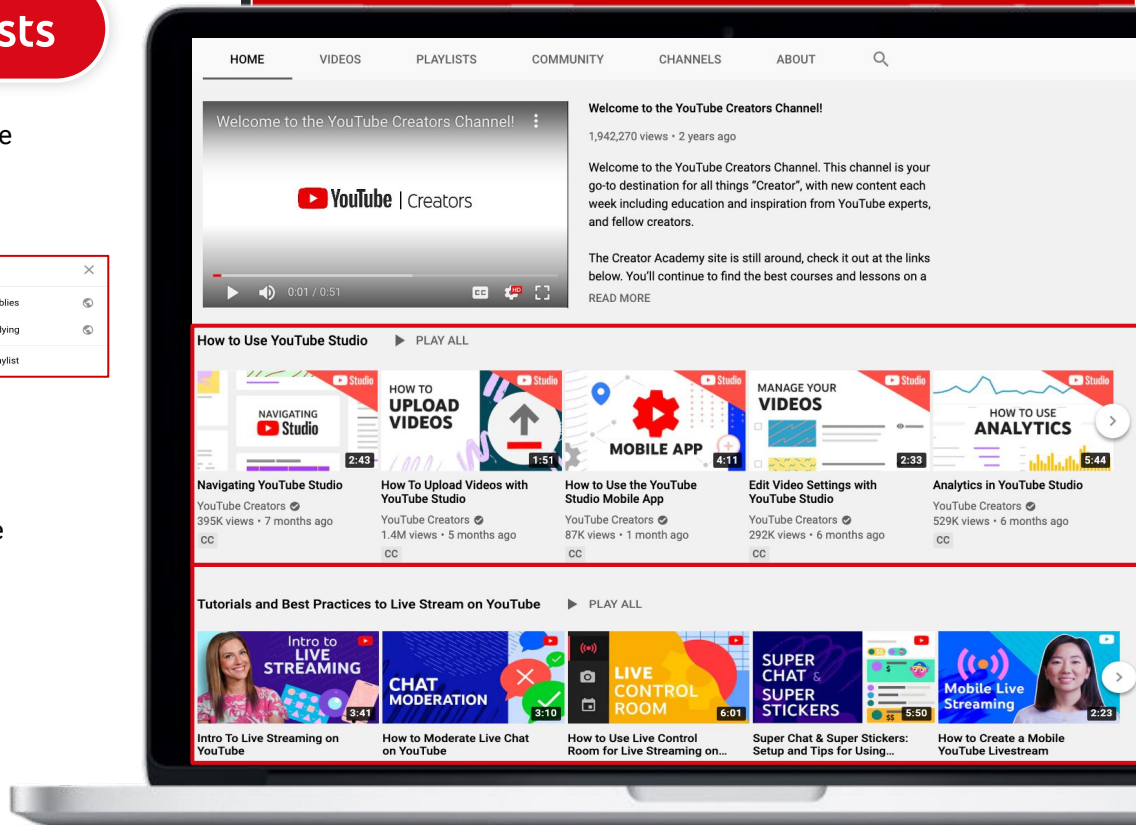 sts
e
blies
lying
aylist
e
HOME VIDEOS PLAYLISTS COMMUNITY CHANNELS ABOUT
Welcome to the YouTube Creators Channel!
YouTube | Creators
0:01 / 0:51
CC
HD
Welcome to the YouTube Creators Channel!
1,942,270 views • 2 years ago
Welcome to the YouTube Creators Channel. This channel is your
go-to destination for all things “Creator”, with new content each
week including education and inspiration from YouTube experts,
and fellow creators.
The Creator Academy site is still around, check it out at the links
below. You’ll continue to find the best courses and lessons on a
READ MORE
How to Use YouTube Studio PLAY ALL
Studio
NAVIGATING
Studio
2:43
Navigating YouTube Studio
YouTube Creators
395K views • 7 months ago
CC
Studio
HOW TO
UPLOAD
VIDEOS
1:51
How To Upload Videos with
YouTube Studio
YouTube Creators
1.4M views • 5 months ago
CC
Studio
MOBILE APP
4:11
How to Use the YouTube
Studio Mobile App
YouTube Creators
87K views • 1 month ago
CC
Studio
MANAGE YOUR
VIDEOS
2:33
Edit Video Settings with
YouTube Studio
YouTube Creators
292K views • 6 months ago
CC
Studio
HOW TO USE
ANALYTICS
5:44
Analytics in YouTube Studio
YouTube Creators
529K views • 6 months ago
CC
Tutorials and Best Practices to Live Stream on YouTube PLAY ALL
Intro to
LIVE
STREAMING
3:41
Intro To Live Streaming on
YouTube
CHAT
MODERATION
3:10
How to Moderate Live Chat
on YouTube
LIVE
CONTROL
ROOM
6:01
How to Use Live Control
Room for Live Streaming on...
SUPER
CHAT &
SUPER
STICKERS
$
$$
5:50
Super Chat & Super Stickers:
Setup and Tips for Using...
Mobile Live
Streaming
2:23
How to Create a Mobile
YouTube Livestream